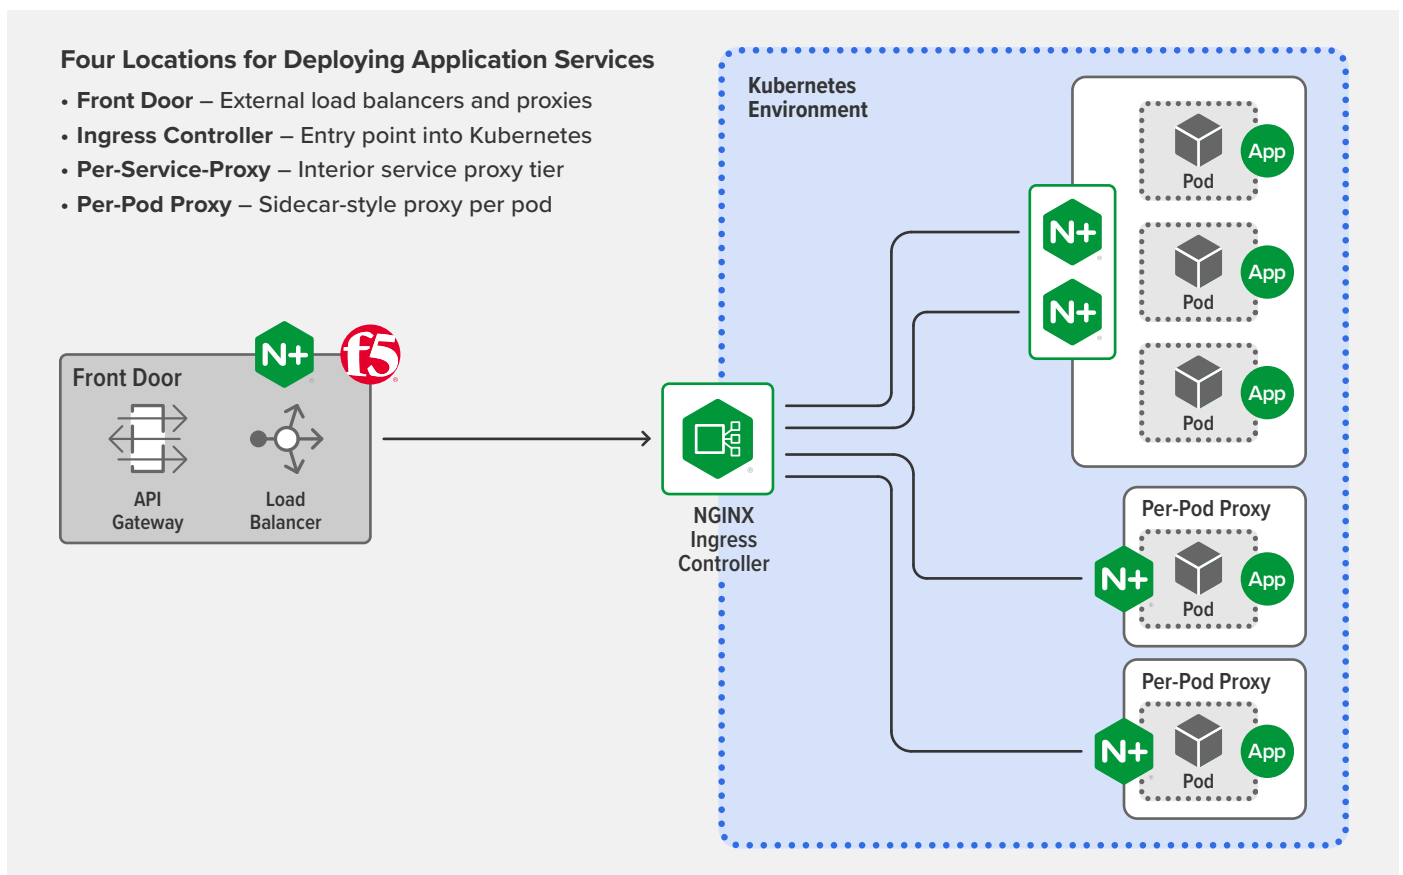 Four Locations for Deploying Application Services
• Front Door – External load balancers and proxies
• Ingress Controller – Entry point into Kubernetes
• Per-Service-Proxy – Interior service proxy tier
• Per-Pod Proxy – Sidecar-style proxy per pod
Kubernetes
Environment
Pod
App
N+
Pod
App
N+
Pod
App
N+
f5
Front Door
API
Gateway
Load
Balancer
NGINX
Ingress
Controller
Per-Pod Proxy
N+
Pod
App
Per-Pod Proxy
N+
Pod
App